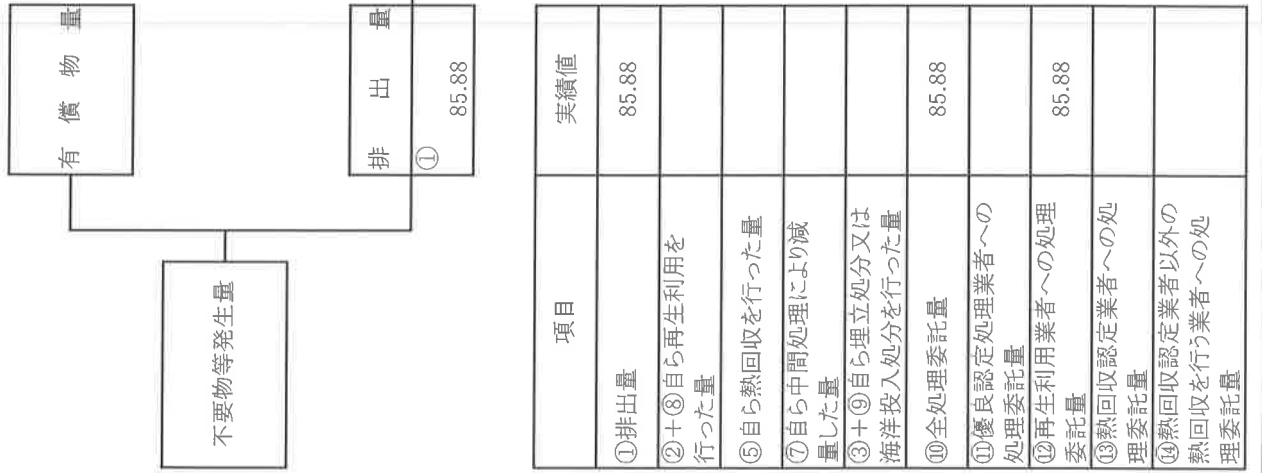 不要物等発生量
有償物量
排出量
①
85.88
項目 実績値
①排出量 85.88
②+⑧自ら再生利用を
行った量
⑤自ら熱回収を行った量
⑦自ら中間処理により減
量した量
③+⑨自ら埋立処分又は
海洋投入処分を行った量
⑩全処理委託量 85.88
⑪優良認定処理業者への
処理委託量
⑫再生利用業者への処理
委託量 85.88
⑬熱回収認定業者への処
理委託量
⑭熱回収認定業者以外の
熱回収を行う業者への処
理委託量